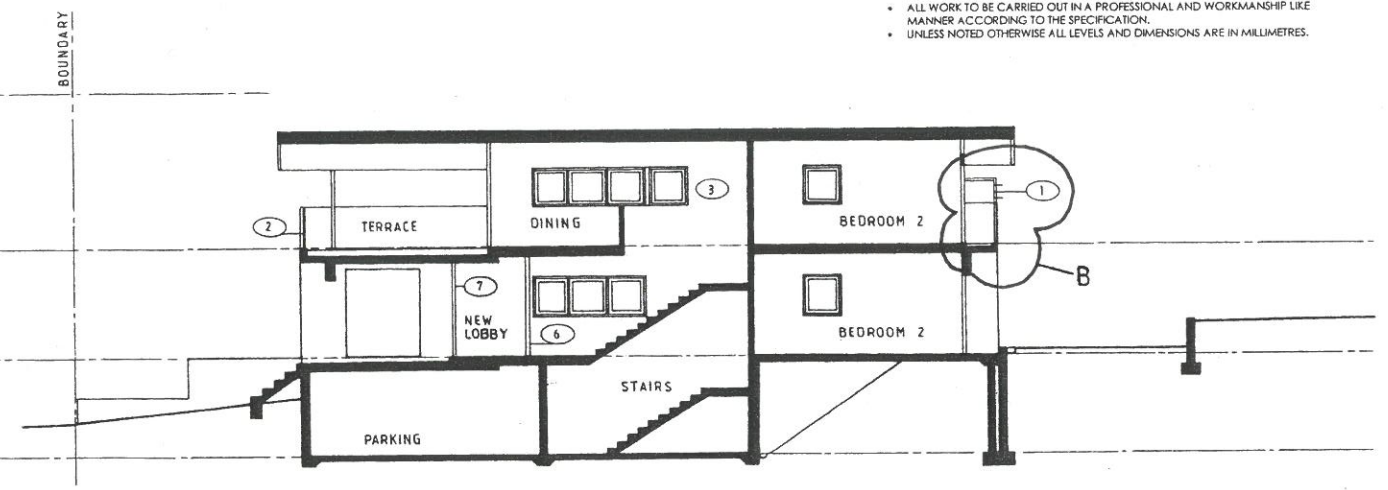 • ALL WORK TO BE CARRIED OUT IN A PROFESSIONAL AND WORKMANSHIP LIKE
MANNER ACCORDING TO THE SPECIFICATION.
• UNLESS NOTED OTHERWISE ALL LEVELS AND DIMENSIONS ARE IN MILLIMETRES.
BOUNDARY
3
1
2
TERRACE
DINING
BEDROOM 2
B
7
NEW
LOBBY
6
BEDROOM 2
STAIRS
PARKING